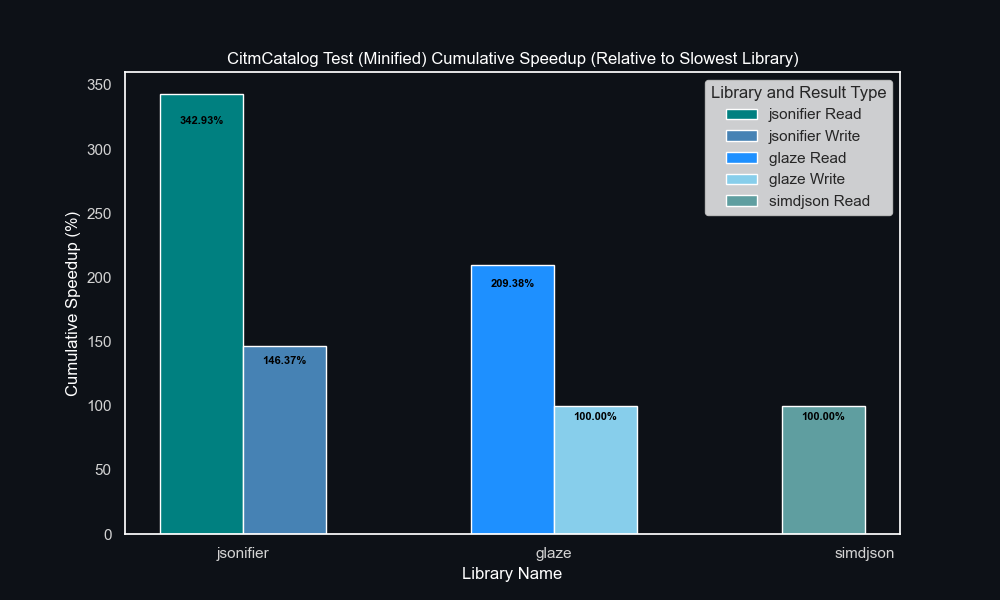 CitmCatalog Test (Minified) Cumulative Speedup (Relative to Slowest Library)
Cumulative Speedup (%)
350
300
250
200
150
100
50
0
342.93%
146.37%
209.38%
100.00%
100.00%
Library and Result Type
jsonifier Read
jsonifier Write
glaze Read
glaze Write
simdjson Read
jsonifier
glaze
simdjson
Library Name